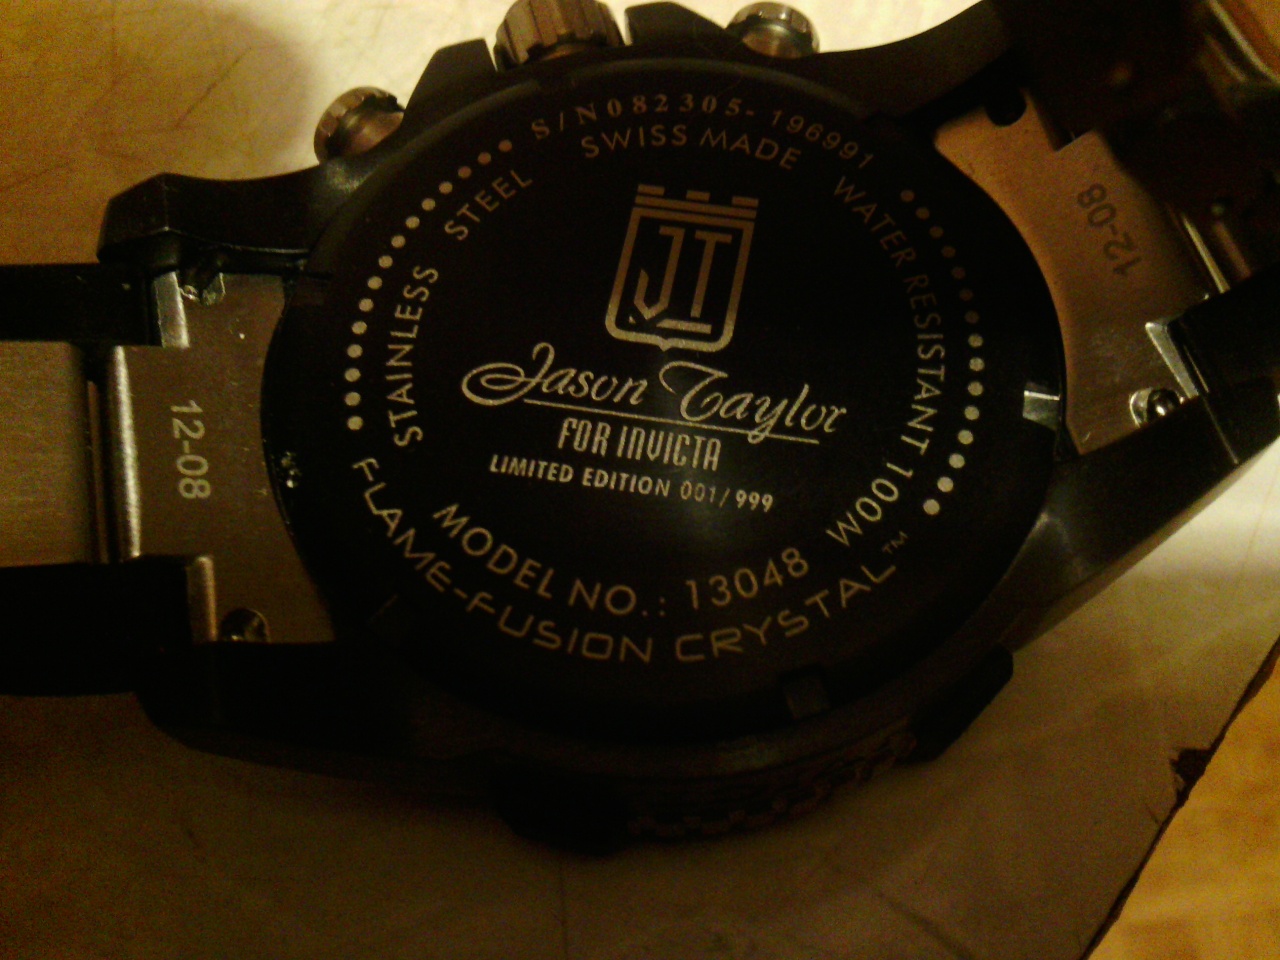 S/N082305-196991
SWISS MADE
STAINLESS STEEL
WATER RESISTANT 100M
JT
Jason Taylor
FOR INVICTA
LIMITED EDITION 001/999
MODEL NO.: 13048
FLAME-FUSION CRYSTAL™
12-08
12-08